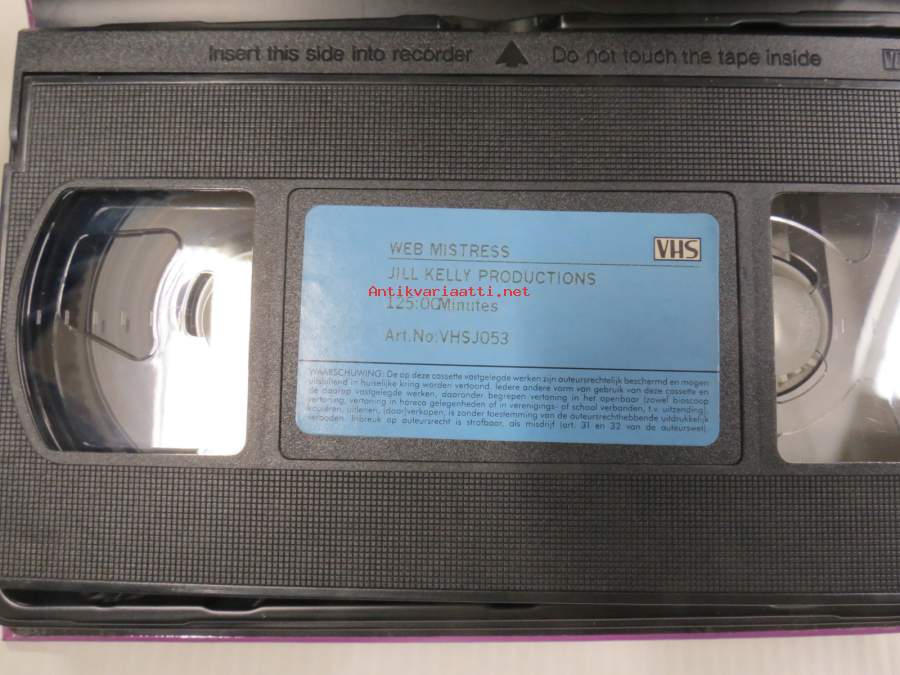 Insert this side into recorder Do not touch the tape inside
WEB MISTRESS VHS
JILL KELLY PRODUCTIONS
Antikvariaatti.net
125:00Minutes
Art.No:VHSJ053
WAARSCHUWING: De op deze cassette vastgelegde werken zijn auteursrechtelijk beschermd en mogen
uitsluitend in huiselijke kring worden vertoond. Iedere andere vorm van gebruik van deze cassette en
de daarop vastgelegde werken, daaronder begrepen vertoning in het openbaar (zowel bioscoop
vertoning, vertoning in horeca gelegenheden of in verenigings- of school verbanden, t.v. uitzending),
kopiëren, uitlenen, (door)verkopen, is zonder toestemming van de auteursrechthebbende uitdrukkelijk
verboden. Inbreuk op auteursrecht is strafbaar, als misdrijf (art. 31 en 32 van de auteurswet).